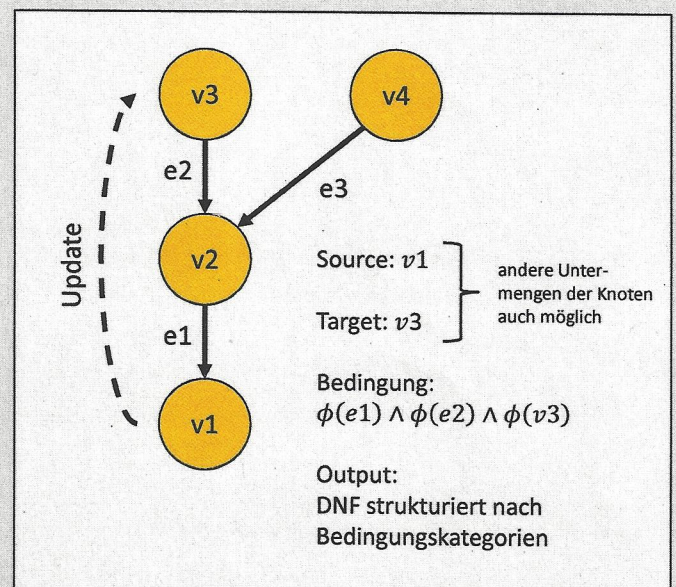 v3
v4
e2
e3
Update
v2
Source: v1
andere Unter-
mengen der Knoten
auch möglich
Target: v3
e1
v1
Bedingung:
ϕ(e1) ∧ ϕ(e2) ∧ ϕ(v3)
Output:
DNF strukturiert nach
Bedingungskategorien